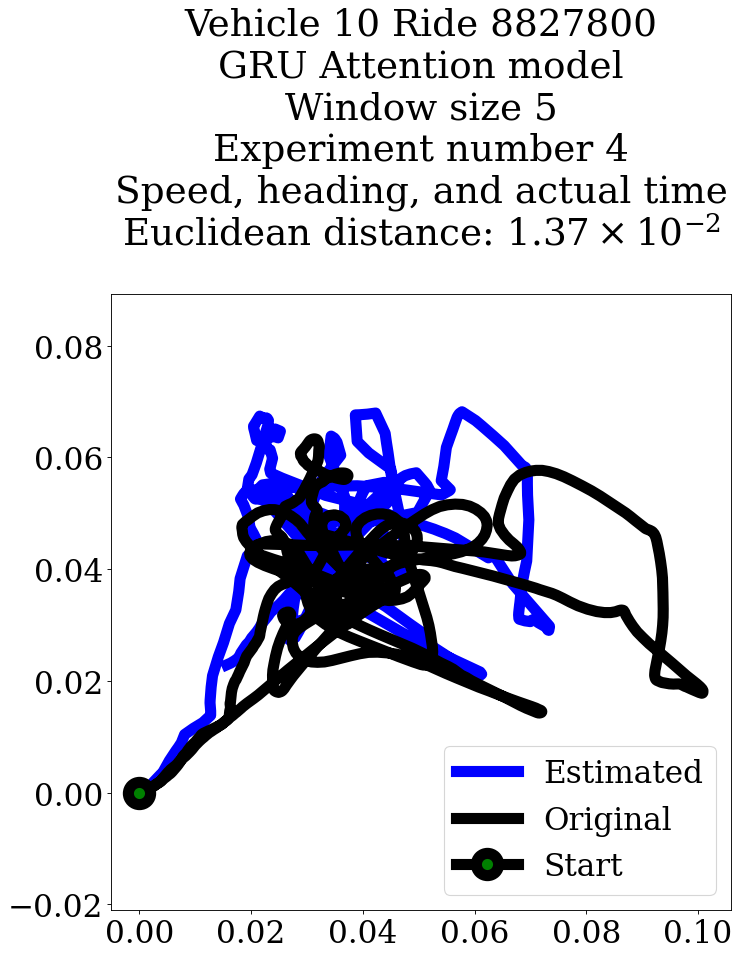 Vehicle 10 Ride 8827800
GRU Attention model
Window size 5
Experiment number 4
Speed, heading, and actual time
Euclidean distance: 1.37 × 10⁻²
0.08
0.06
0.04
0.02
0.00
−0.02
Estimated
Original
Start
0.00 0.02 0.04 0.06 0.08 0.10